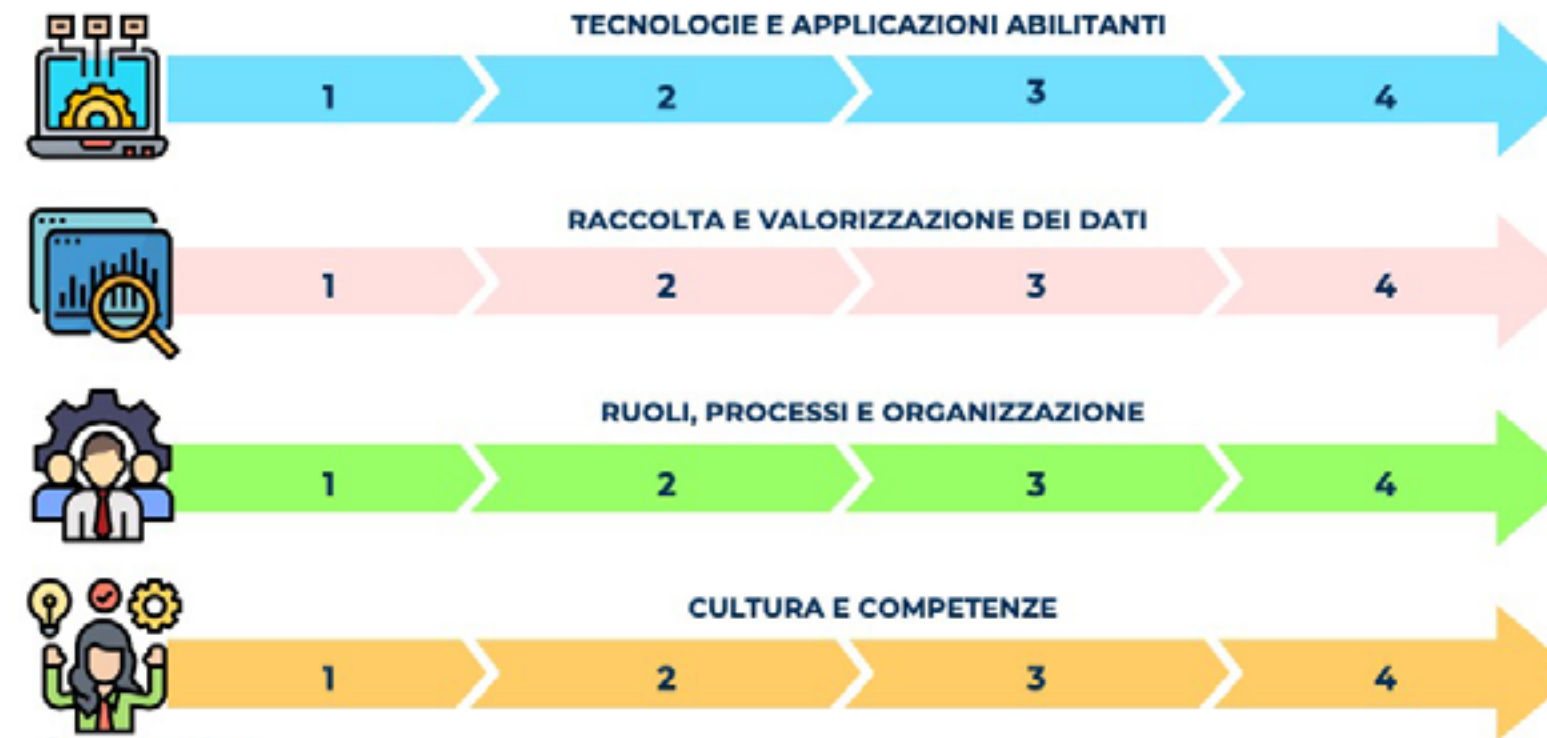 TECNOLOGIE E APPLICAZIONI ABILITANTI
1 2 3 4
RACCOLTA E VALORIZZAZIONE DEI DATI
1 2 3 4
RUOLI, PROCESSI E ORGANIZZAZIONE
1 2 3 4
CULTURA E COMPETENZE
1 2 3 4